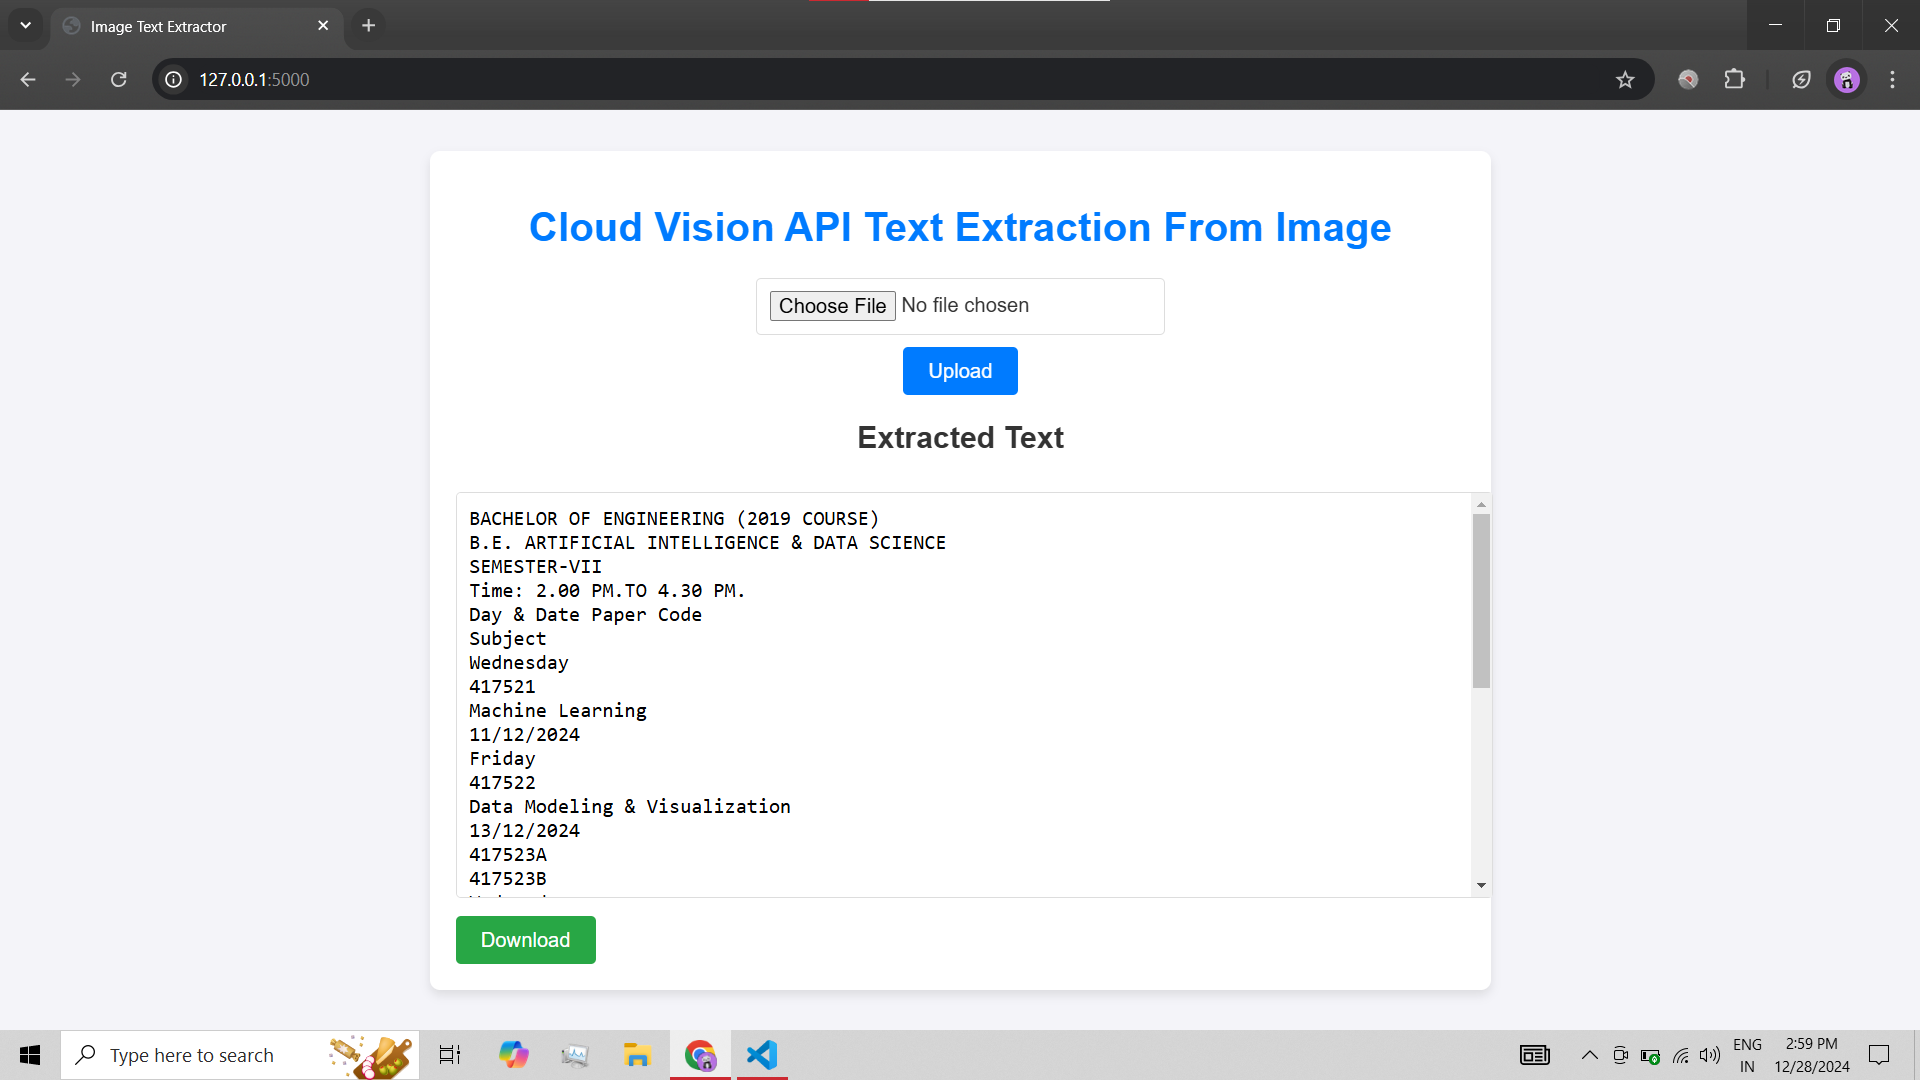 Image Text Extractor
127.0.0.1:5000
Cloud Vision API Text Extraction From Image
Choose File No file chosen
Upload
Extracted Text
BACHELOR OF ENGINEERING (2019 COURSE)
B.E. ARTIFICIAL INTELLIGENCE & DATA SCIENCE
SEMESTER-VII
Time: 2.00 PM.TO 4.30 PM.
Day & Date Paper Code
Subject
Wednesday
417521
Machine Learning
11/12/2024
Friday
417522
Data Modeling & Visualization
13/12/2024
417523A
417523B
Download
Type here to search
ENG
IN
2:59 PM
12/28/2024